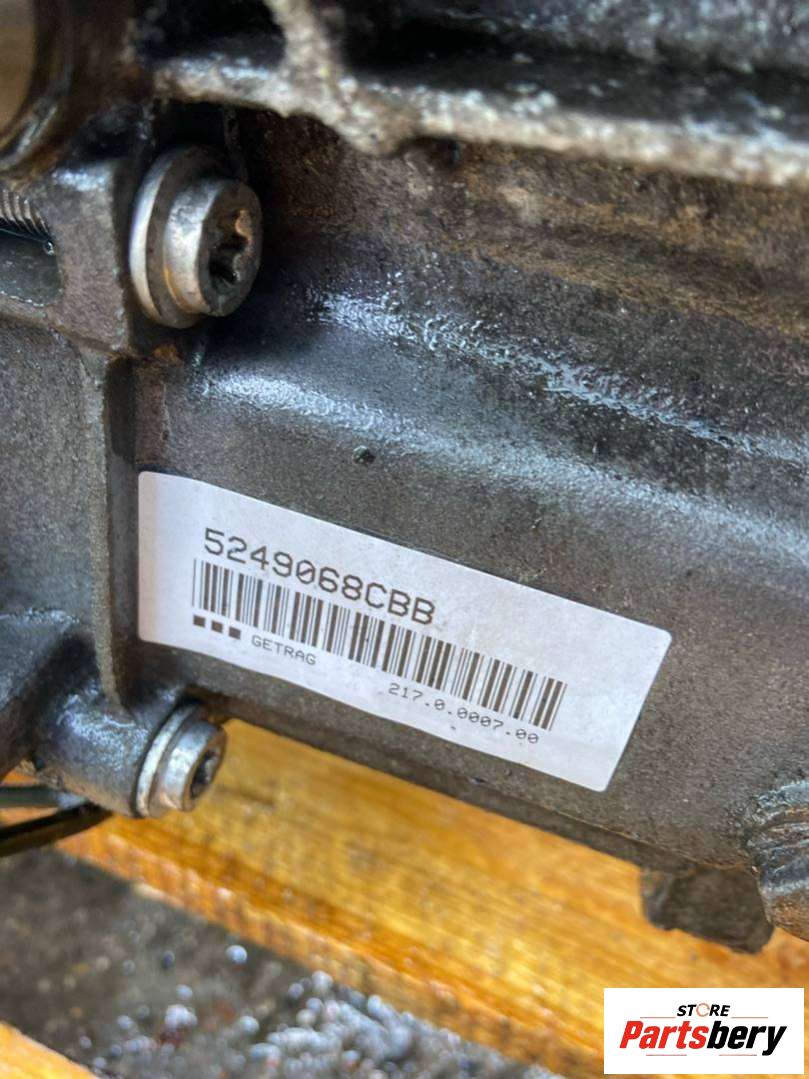 5249068CBB
GETRAG
217.0.0007.00
STORE
Partsbery